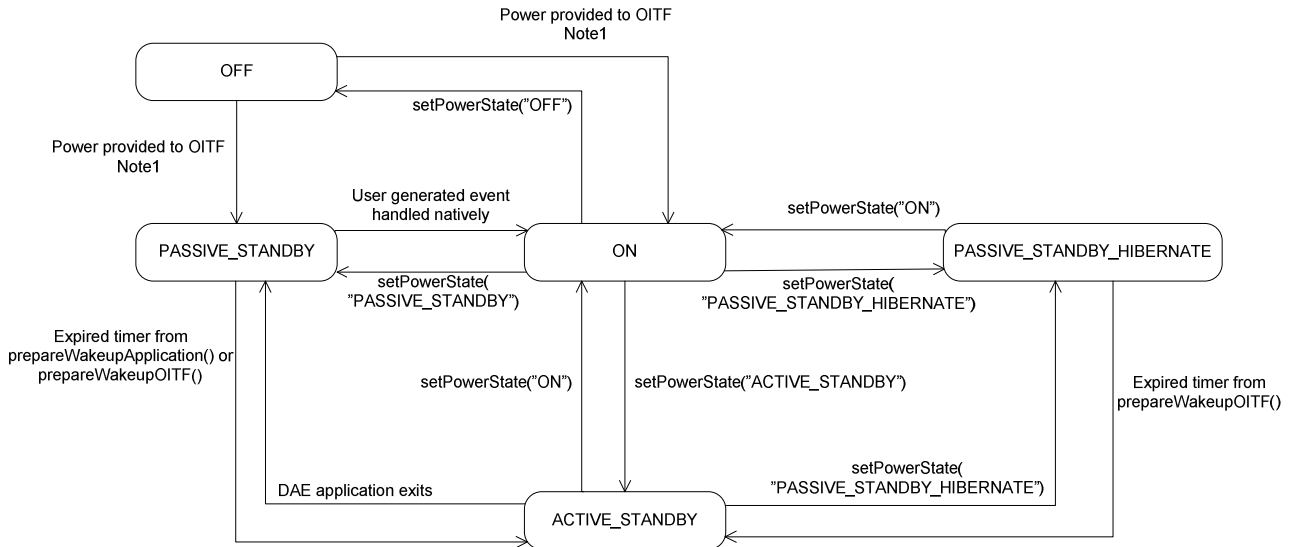 Power provided to OITF
Note1
OFF
setPowerState(”OFF”)
Power provided to OITF
Note1
User generated event
handled natively
setPowerState(”ON”)
PASSIVE_STANDBY
ON
PASSIVE_STANDBY_HIBERNATE
setPowerState(
”PASSIVE_STANDBY”)
setPowerState(
”PASSIVE_STANDBY_HIBERNATE”)
Expired timer from
prepareWakeupApplication() or
prepareWakeupOITF()
setPowerState(”ON”)
setPowerState(”ACTIVE_STANDBY”)
Expired timer from
prepareWakeupOITF()
DAE application exits
setPowerState(
”PASSIVE_STANDBY_HIBERNATE”)
ACTIVE_STANDBY